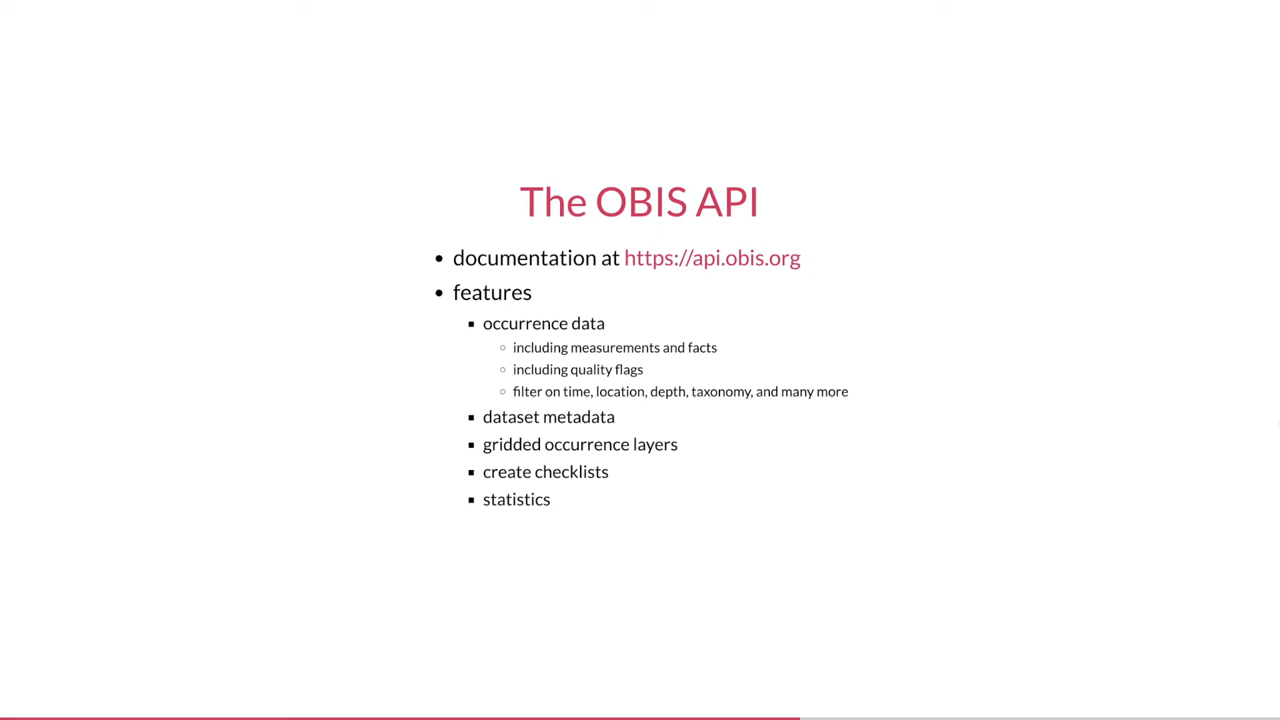 The OBIS API
• documentation at https://api.obis.org
• features
▪ occurrence data
◦ including measurements and facts
◦ including quality flags
◦ filter on time, location, depth, taxonomy, and many more
▪ dataset metadata
▪ gridded occurrence layers
▪ create checklists
▪ statistics